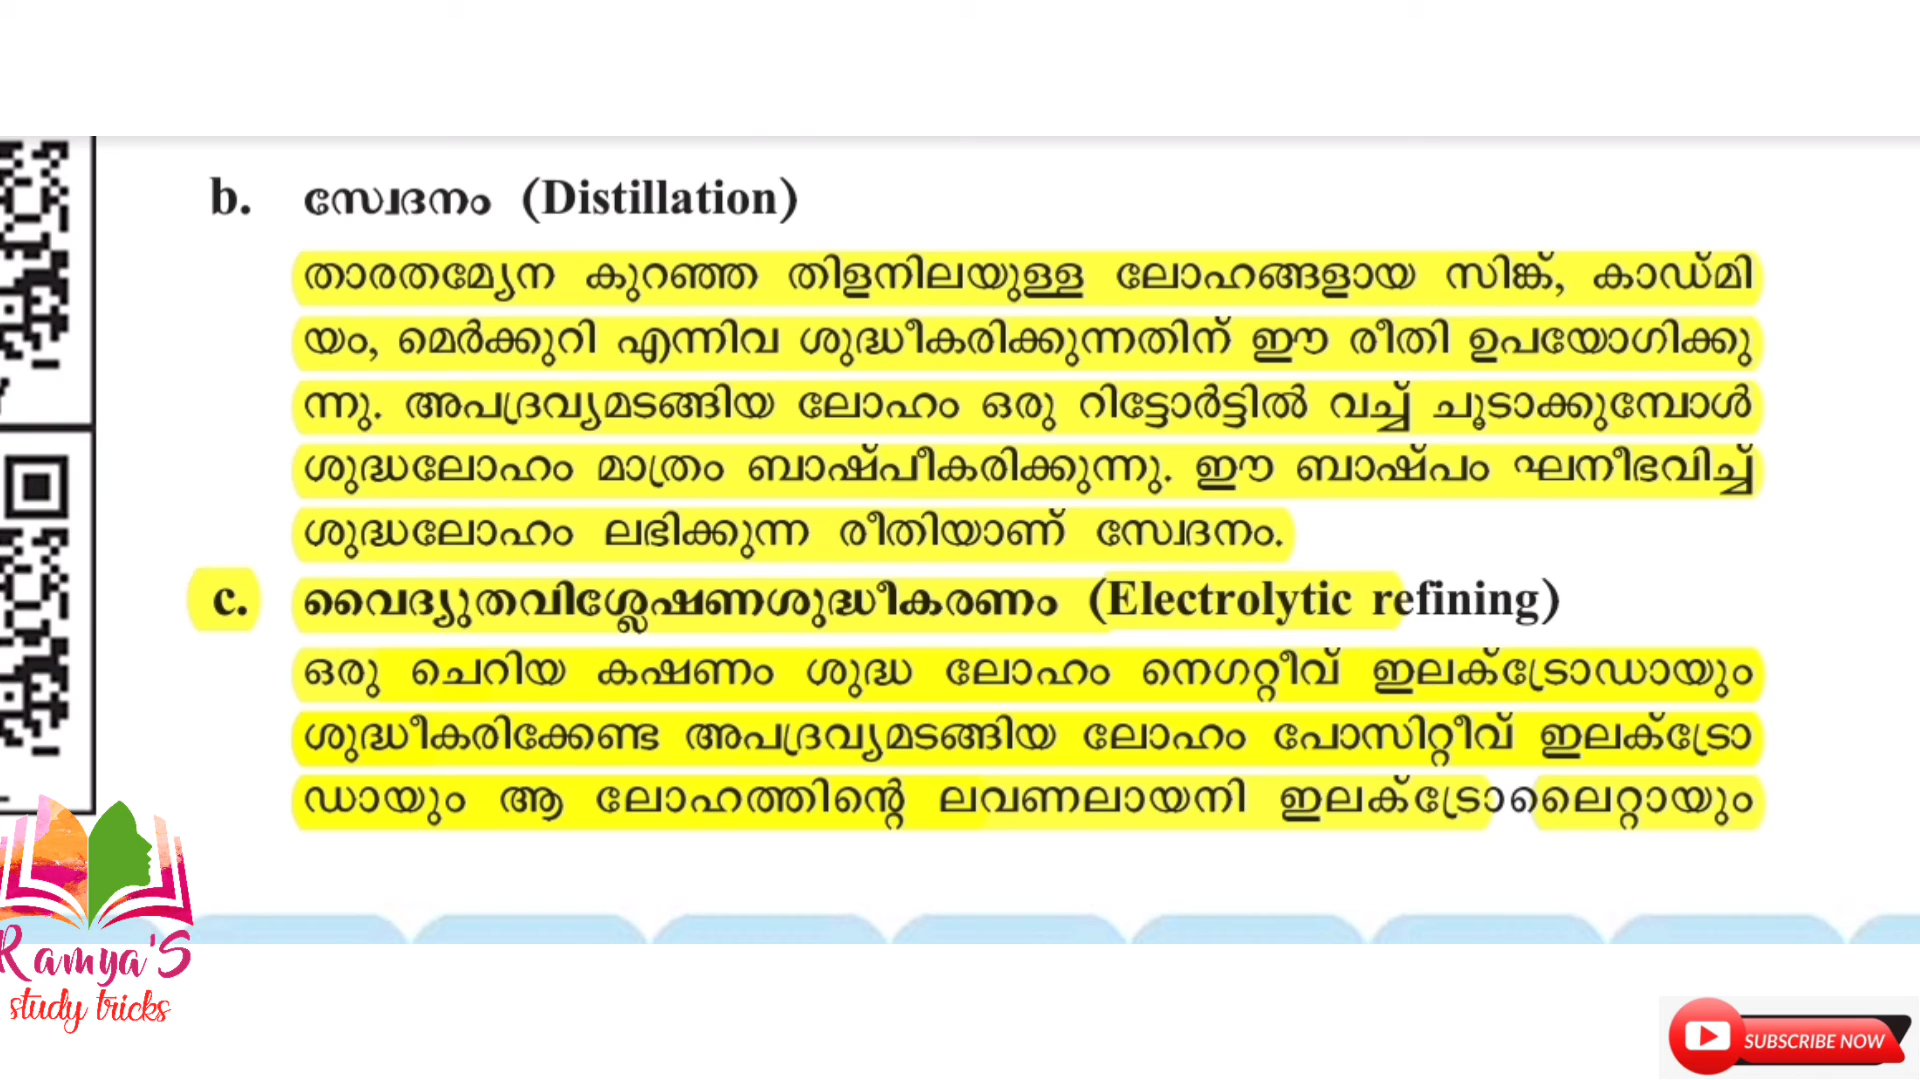 b. സ്വേദനം (Distillation)
താരതമ്യേന കുറഞ്ഞ തിളനിലയുള്ള ലോഹങ്ങളായ സിങ്ക്, കാഡ്മി
യം, മെർക്കുറി എന്നിവ ശുദ്ധീകരിക്കുന്നതിന് ഈ രീതി ഉപയോഗിക്കു
ന്നു. അപദ്രവ്യമടങ്ങിയ ലോഹം ഒരു റിട്ടോർട്ടിൽ വച്ച് ചൂടാക്കുമ്പോൾ
ശുദ്ധലോഹം മാത്രം ബാഷ്പീകരിക്കുന്നു. ഈ ബാഷ്പം ഘനീഭവിച്ച്
ശുദ്ധലോഹം ലഭിക്കുന്ന രീതിയാണ് സ്വേദനം.
c. വൈദ്യുതവിശ്ലേഷണശുദ്ധീകരണം (Electrolytic refining)
ഒരു ചെറിയ കഷണം ശുദ്ധ ലോഹം നെഗറ്റീവ് ഇലക്ട്രോഡായും
ശുദ്ധീകരിക്കേണ്ട അപദ്രവ്യമടങ്ങിയ ലോഹം പോസിറ്റീവ് ഇലക്ട്രോ
ഡായും ആ ലോഹത്തിന്റെ ലവണലായനി ഇലക്ട്രോലൈറ്റായും
Ramya'S
study tricks
SUBSCRIBE NOW